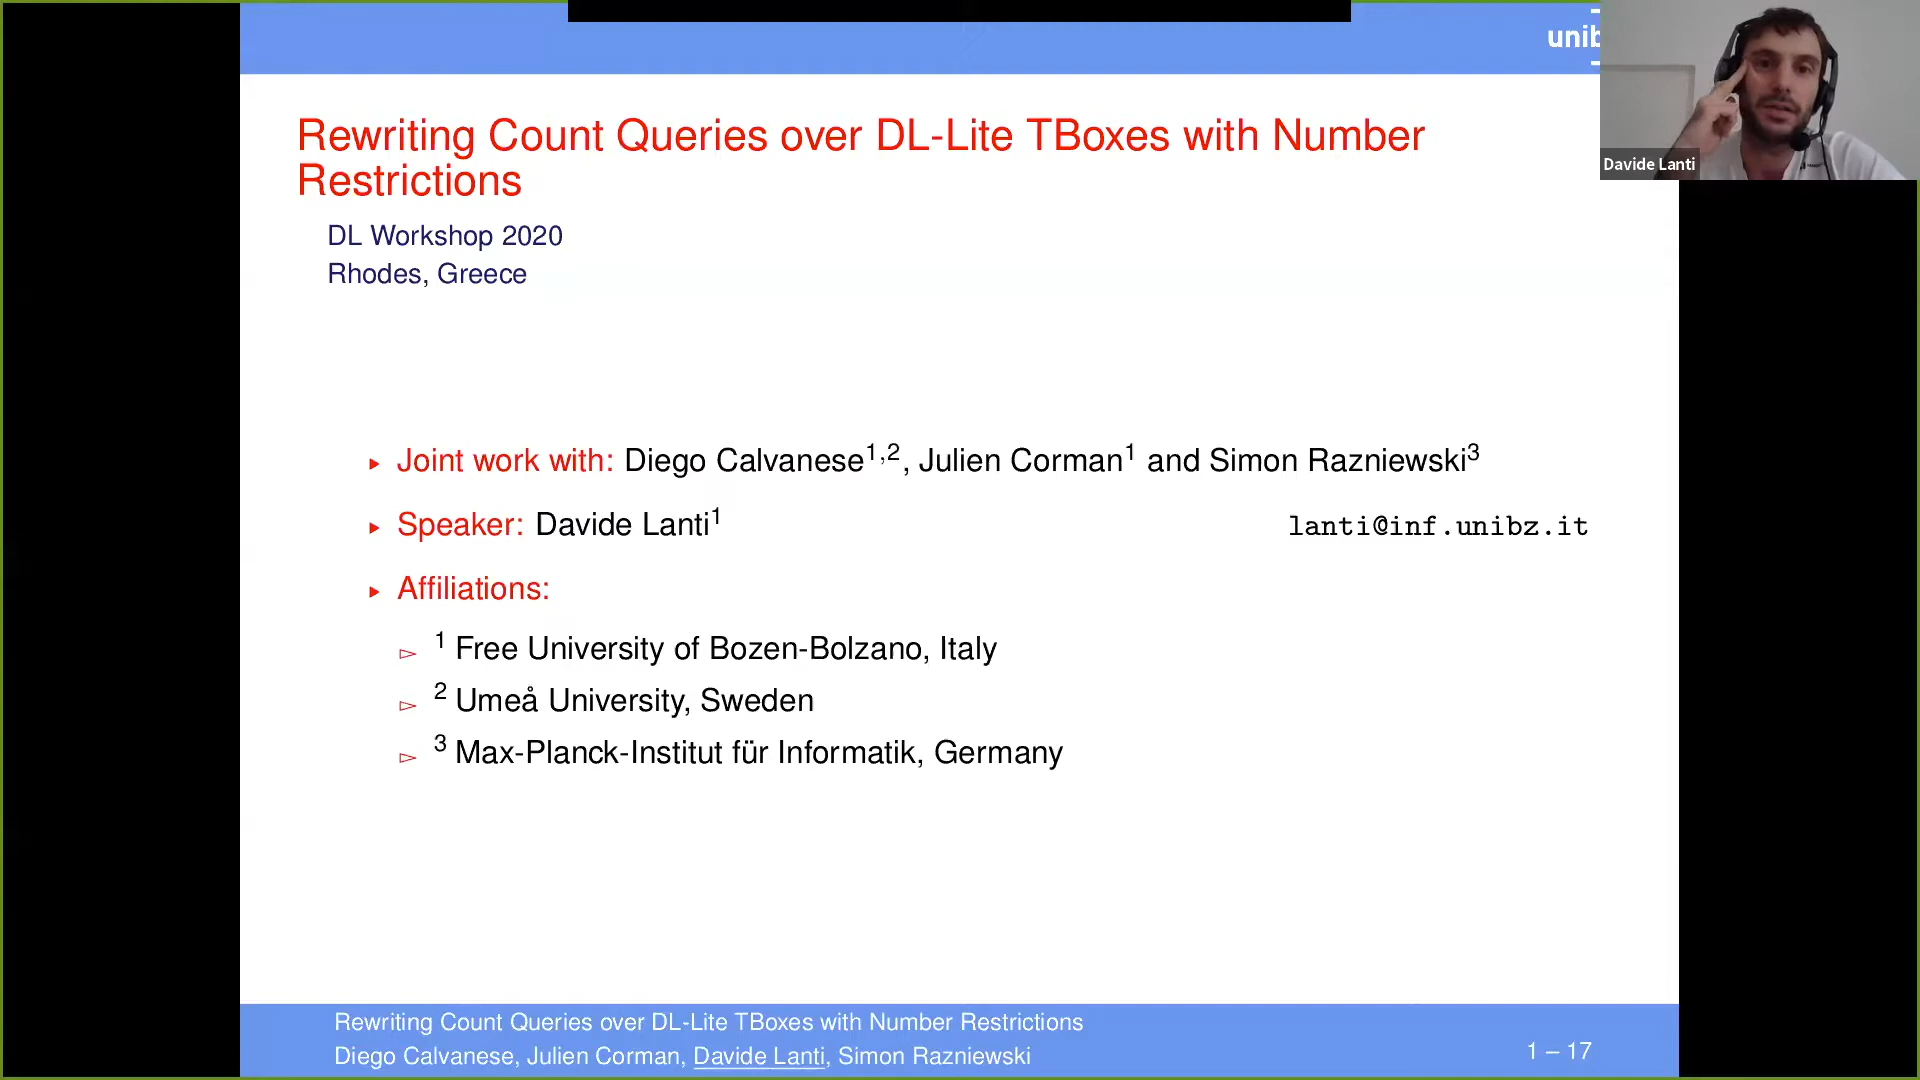 unib
Davide Lanti
Rewriting Count Queries over DL-Lite TBoxes with Number
Restrictions
DL Workshop 2020
Rhodes, Greece
▸ Joint work with: Diego Calvanese1,2, Julien Corman1 and Simon Razniewski3
▸ Speaker: Davide Lanti1 lanti@inf.unibz.it
▸ Affiliations:
▻ 1 Free University of Bozen-Bolzano, Italy
▻ 2 Umeå University, Sweden
▻ 3 Max-Planck-Institut für Informatik, Germany
Rewriting Count Queries over DL-Lite TBoxes with Number Restrictions
Diego Calvanese, Julien Corman, Davide Lanti, Simon Razniewski
1 – 17